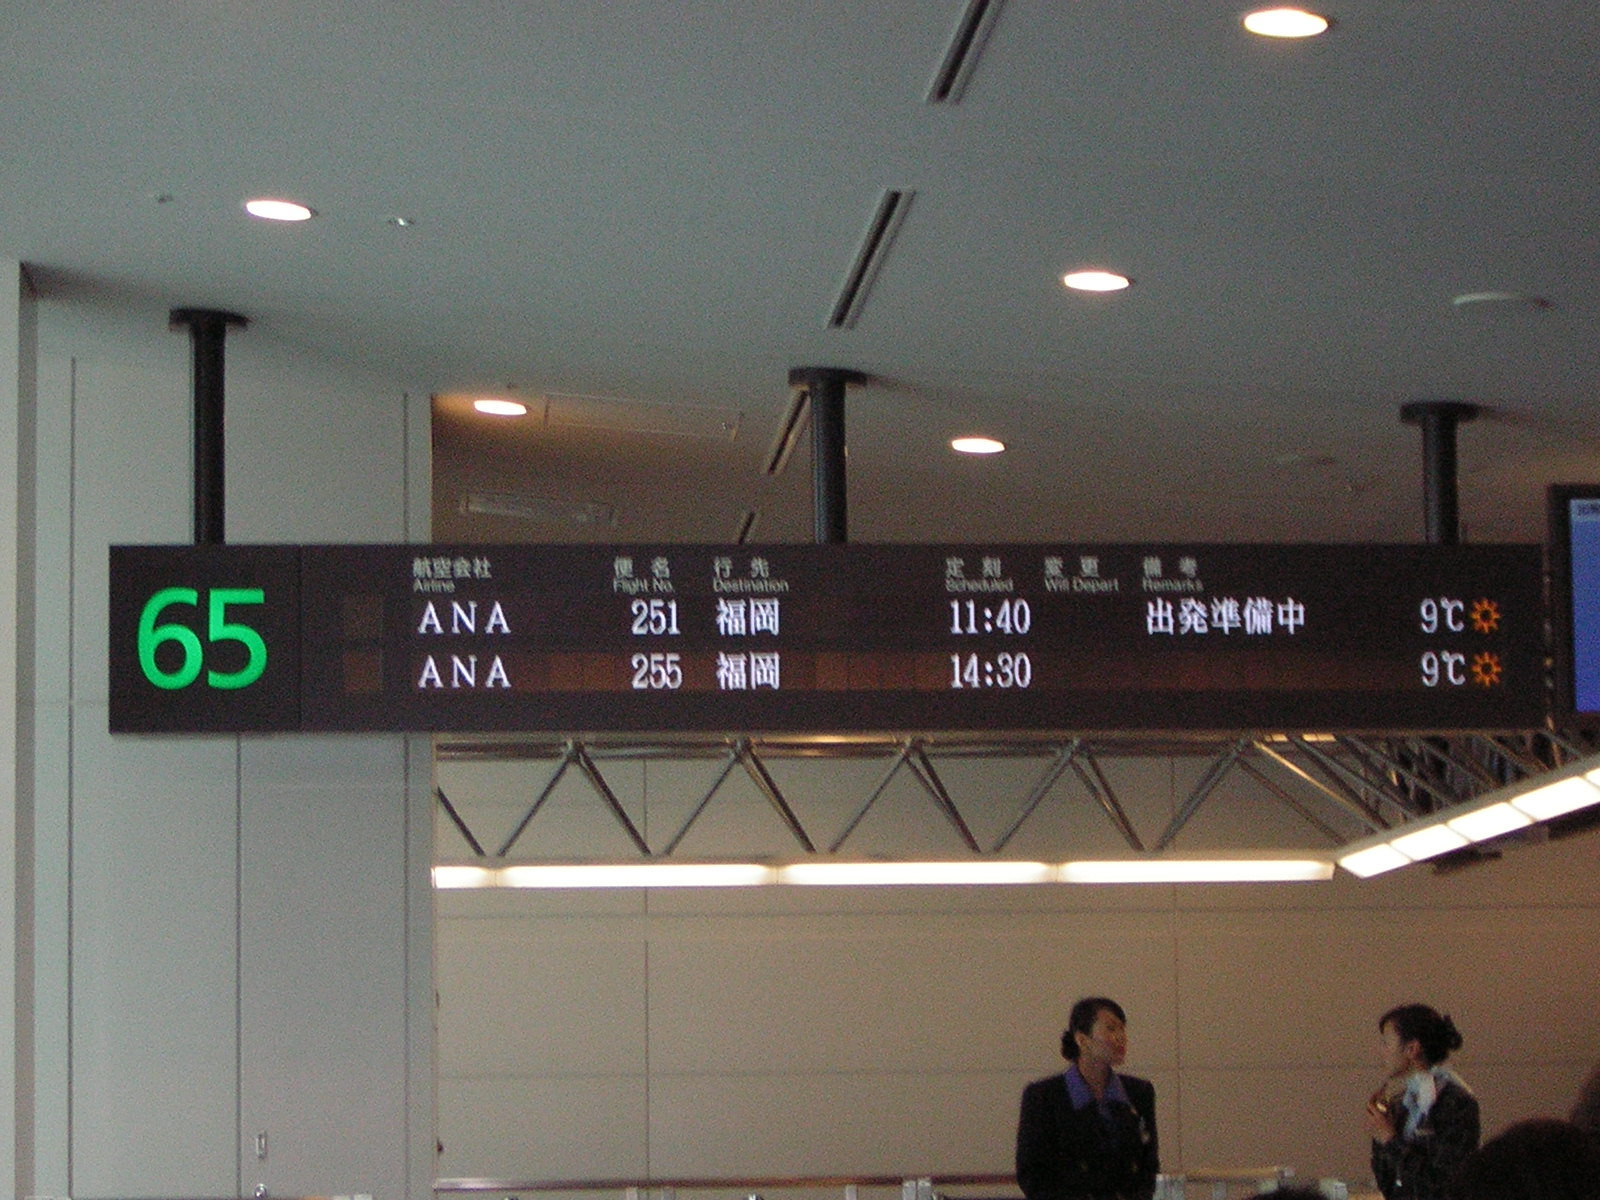 65
航空会社 便名 行先 定刻 変更 備考
Airline Flight No. Destination Scheduled Will Depart Remarks
ANA 251 福岡 11:40 出発準備中 9℃
ANA 255 福岡 14:30 9℃